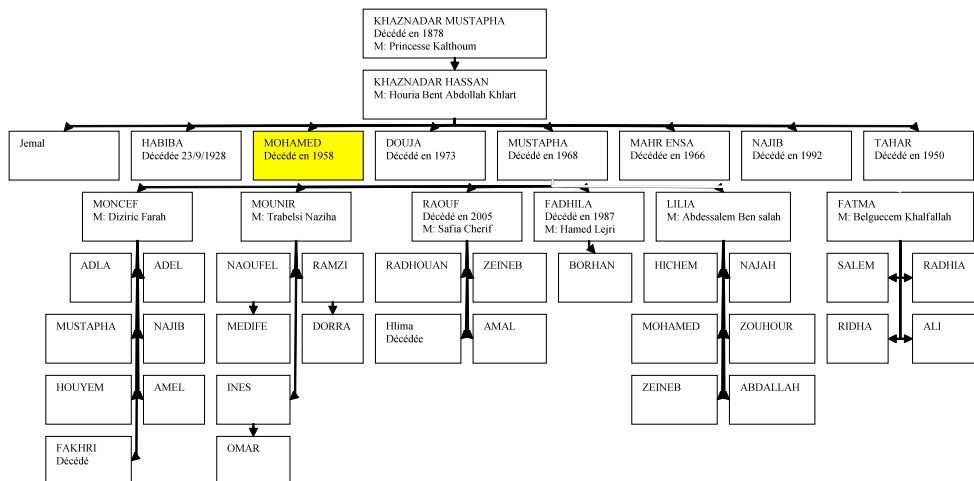 KHAZNADAR MUSTAPHA
Décédé en 1878
M: Princesse Kalthoum
KHAZNADAR HASSAN
M: Houria Bent Abdollah Khlart
Jemal
HABIBA
Décédée 23/9/1928
MOHAMED
Décédé en 1958
DOUJA
Décédé en 1973
MUSTAPHA
Décédé en 1968
MAHR ENSA
Décédée en 1966
NAJIB
Décédé en 1992
TAHAR
Décédé en 1950
MONCEF
M: Diziric Farah
MOUNIR
M: Trabelsi Naziha
RAOUF
Décédé en 2005
M: Safia Cherif
FADHILA
Décédé en 1987
M: Hamed Lejri
LILIA
M: Abdessalem Ben salah
FATMA
M: Belguecem Khalfallah
ADLA
ADEL
NAOUFEL
RAMZI
RADHOUAN
ZEINEB
BORHAN
HICHEM
NAJAH
SALEM
RADHIA
MUSTAPHA
NAJIB
MEDIFE
DORRA
Hlima
Décédée
AMAL
MOHAMED
ZOUHOUR
RIDHA
ALI
HOUYEM
AMEL
INES
ZEINEB
ABDALLAH
FAKHRI
Décédé
OMAR